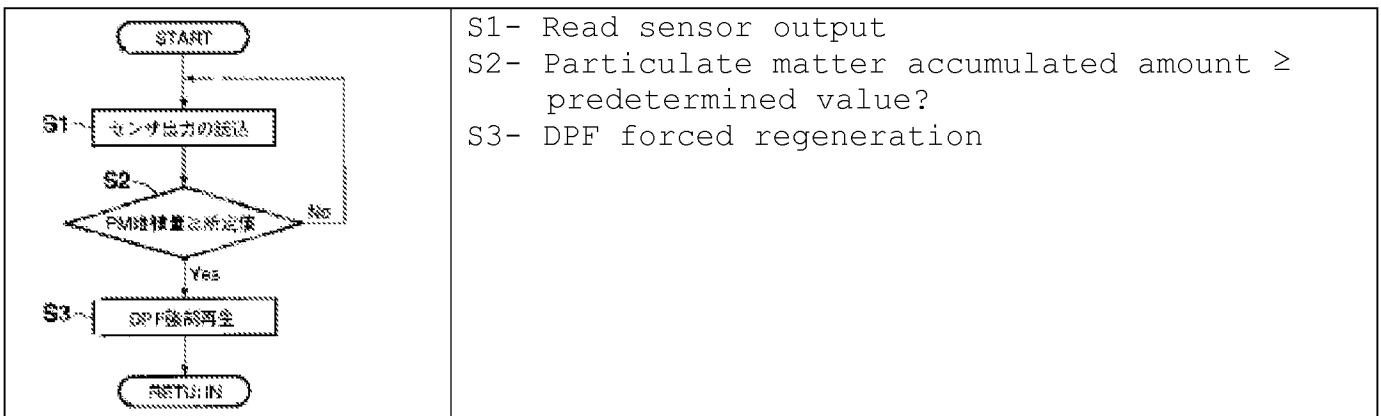 START
S1
センサ出力の読込
S2
PM堆積量≧所定値
No
Yes
S3
DPF強制再生
RETURN
S1- Read sensor output
S2- Particulate matter accumulated amount ≥
predetermined value?
S3- DPF forced regeneration